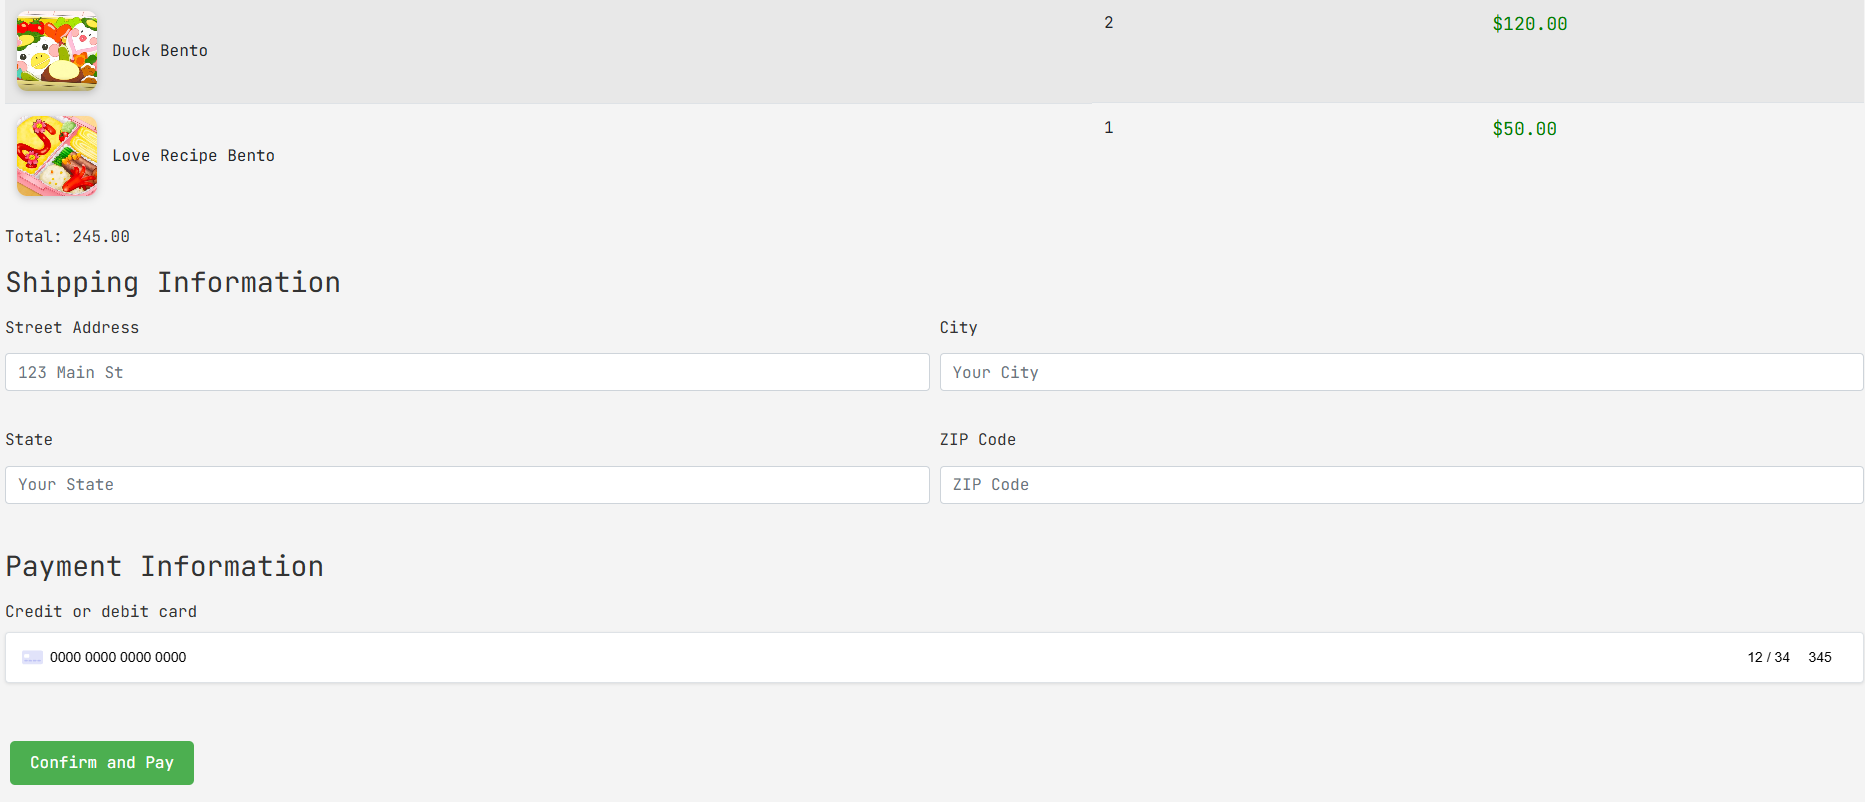 Duck Bento 2 $120.00
Love Recipe Bento 1 $50.00
Total: 245.00
Shipping Information
Street Address City
123 Main St Your City
State ZIP Code
Your State ZIP Code
Payment Information
Credit or debit card
0000 0000 0000 0000 12 / 34 345
Confirm and Pay